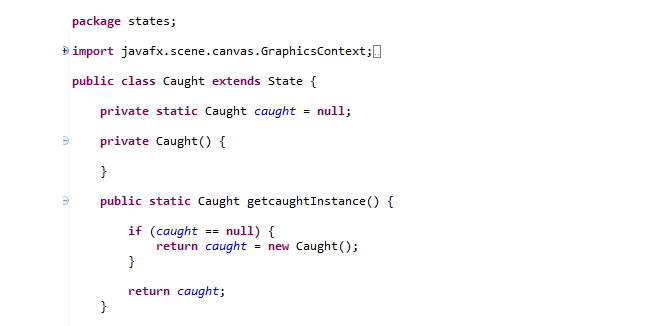 package states;
import javafx.scene.canvas.GraphicsContext;
public class Caught extends State {
private static Caught caught = null;
private Caught() {
}
public static Caught getcaughtInstance() {
if (caught == null) {
return caught = new Caught();
}
return caught;
}